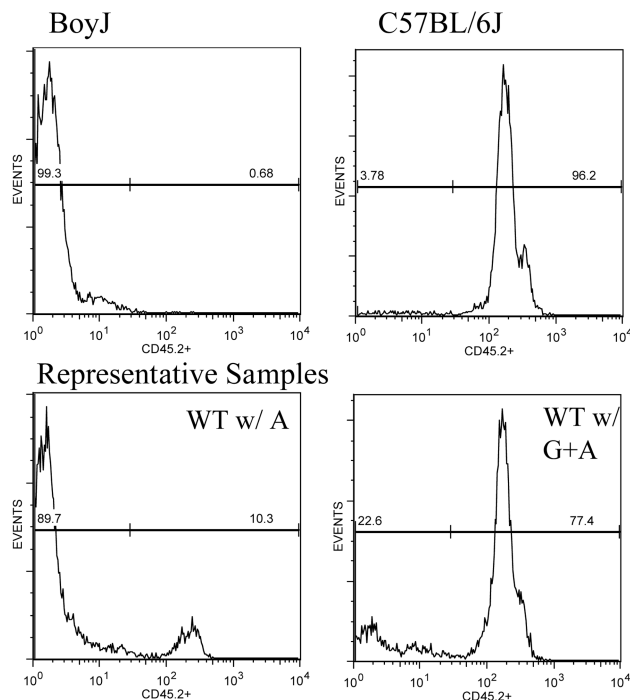 BoyJ
C57BL/6J
EVENTS
99.3 0.68
10^0 10^1 10^2 10^3 10^4
CD45.2+
EVENTS
3.78 96.2
10^0 10^1 10^2 10^3 10^4
CD45.2+
Representative Samples
WT w/ A
EVENTS
89.7 10.3
10^0 10^1 10^2 10^3 10^4
CD45.2+
WT w/
G+A
EVENTS
22.6 77.4
10^0 10^1 10^2 10^3 10^4
CD45.2+